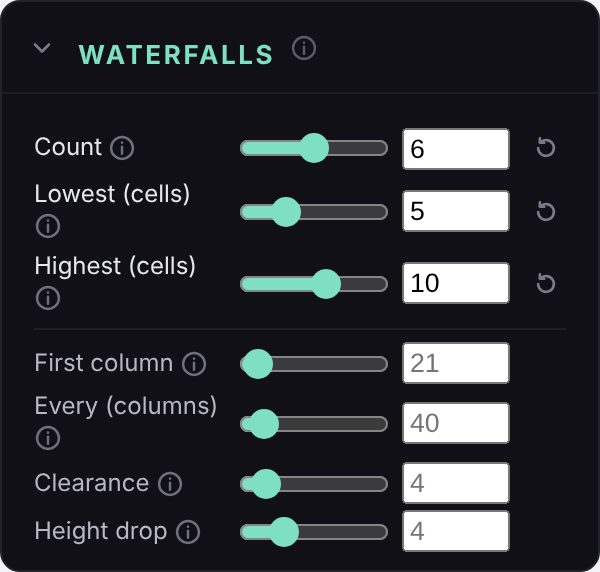 WATERFALLS
Count 6
Lowest (cells) 5
Highest (cells) 10
First column 21
Every (columns) 40
Clearance 4
Height drop 4